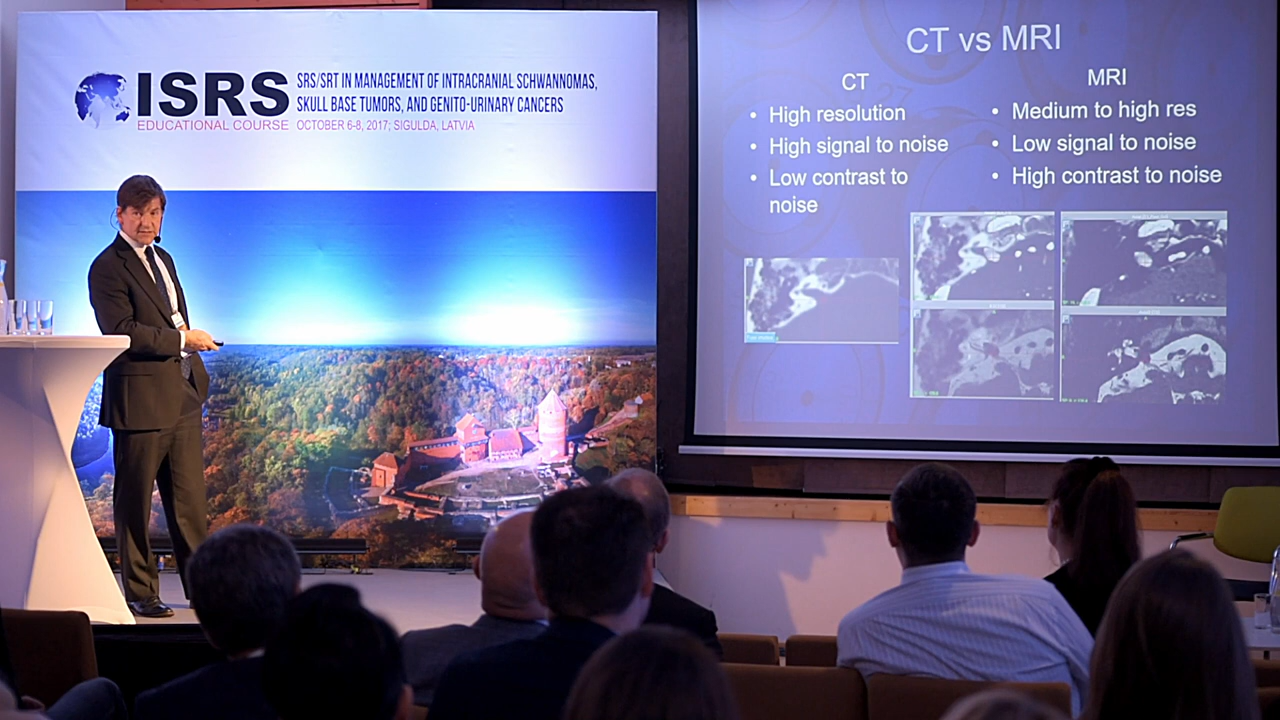 ISRS
EDUCATIONAL COURSE
SRS/SRT IN MANAGEMENT OF INTRACRANIAL SCHWANNOMAS,
SKULL BASE TUMORS, AND GENITO-URINARY CANCERS
OCTOBER 6-8, 2017; SIGULDA, LATVIA
CT vs MRI
CT
• High resolution
• High signal to noise
• Low contrast to
noise
MRI
• Medium to high res
• Low signal to noise
• High contrast to noise